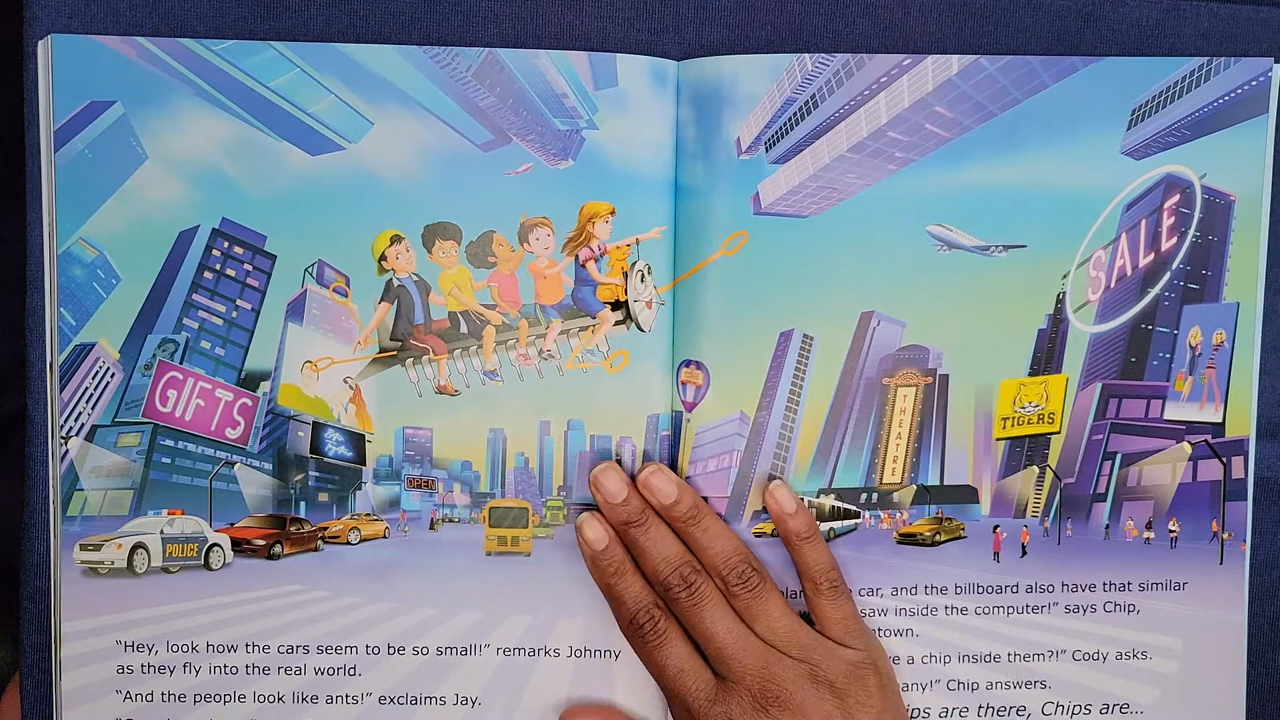 GIFTS
OPEN
POLICE
THEATRE
TIGERS
SALE
"Hey, look how the cars seem to be so small!" remarks Johnny
as they fly into the real world.
"And the people look like ants!" exclaims Jay.
car, and the billboard also have that similar
saw inside the computer!" says Chip,
a chip inside them?!" Cody asks.
Chip answers.
are there, Chips are...